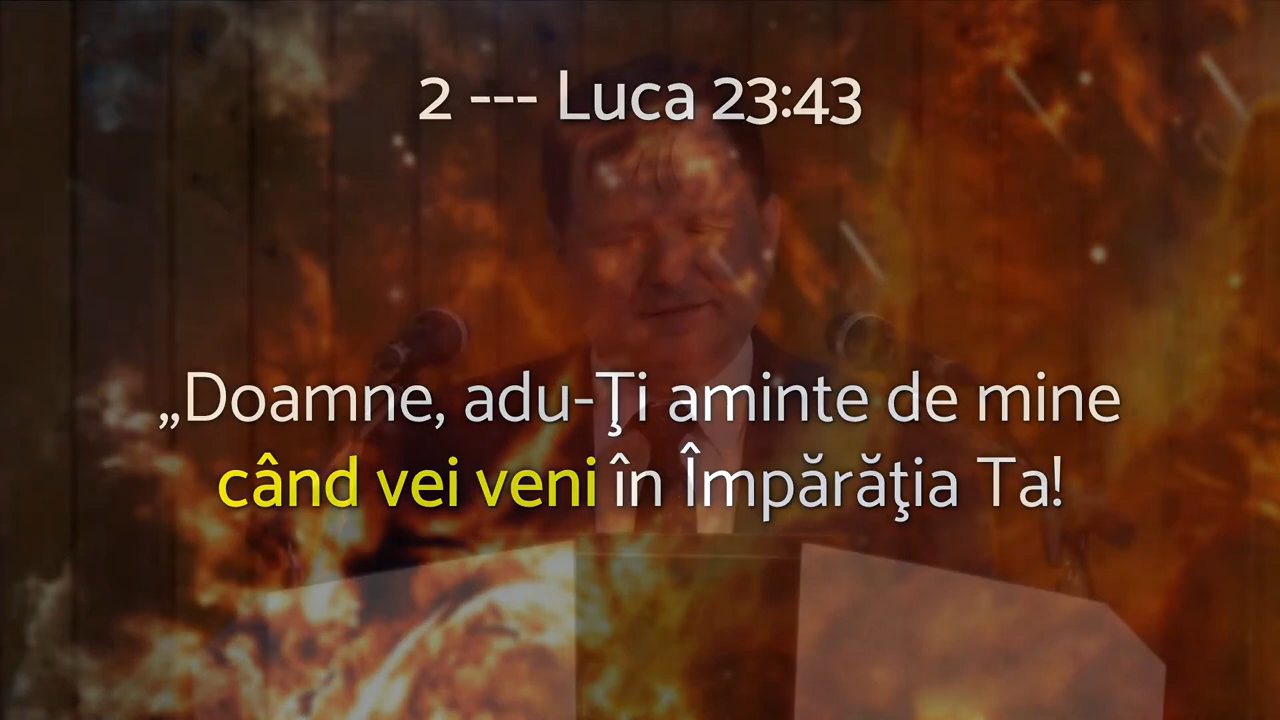 2 --- Luca 23:43
„Doamne, adu-Ţi aminte de mine
când vei veni în Împărăţia Ta!